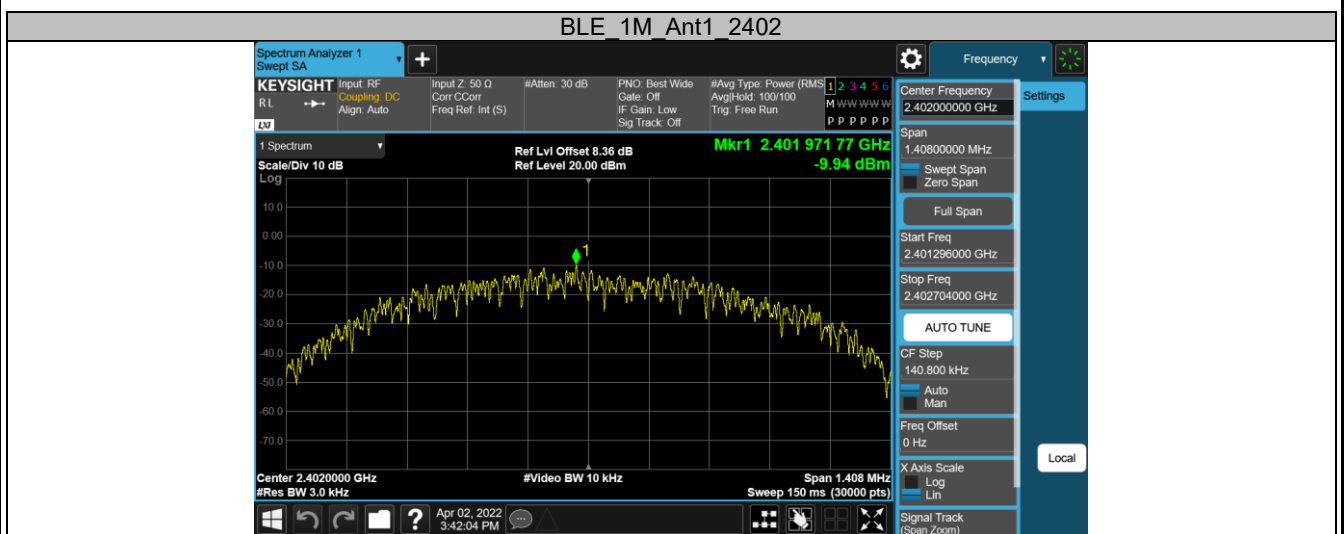 BLE_1M_Ant1_2402
Spectrum Analyzer 1
Swept SA
+
Frequency
KEYSIGHT
RL
LXI
Input: RF
Coupling: DC
Align: Auto
Input Z: 50 Ω
Corr CCorr
Freq Ref: Int (S)
#Atten: 30 dB
PNO: Best Wide
Gate: Off
IF Gain: Low
Sig Track: Off
#Avg Type: Power (RMS
Avg|Hold: 100/100
Trig: Free Run
1 2 3 4 5 6
M W W W W W
P P P P P P
1 Spectrum
Scale/Div 10 dB
Ref Lvl Offset 8.36 dB
Ref Level 20.00 dBm
Mkr1 2.401 971 77 GHz
-9.94 dBm
Log
10.0
0.00
-10.0
-20.0
-30.0
-40.0
-50.0
-60.0
-70.0
1
Center 2.4020000 GHz
#Res BW 3.0 kHz
#Video BW 10 kHz
Span 1.408 MHz
Sweep 150 ms (30000 pts)
Center Frequency
2.402000000 GHz
Settings
Span
1.40800000 MHz
Swept Span
Zero Span
Full Span
Start Freq
2.401296000 GHz
Stop Freq
2.402704000 GHz
AUTO TUNE
CF Step
140.800 kHz
Auto
Man
Freq Offset
0 Hz
X Axis Scale
Log
Lin
Local
Signal Track
(Span Zoom)
?
Apr 02, 2022
3:42:04 PM